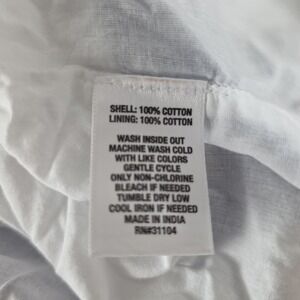 SHELL: 100% COTTON
LINING: 100% COTTON
WASH INSIDE OUT
MACHINE WASH COLD
WITH LIKE COLORS
GENTLE CYCLE
ONLY NON-CHLORINE
BLEACH IF NEEDED
TUMBLE DRY LOW
COOL IRON IF NEEDED
MADE IN INDIA
RN#31104